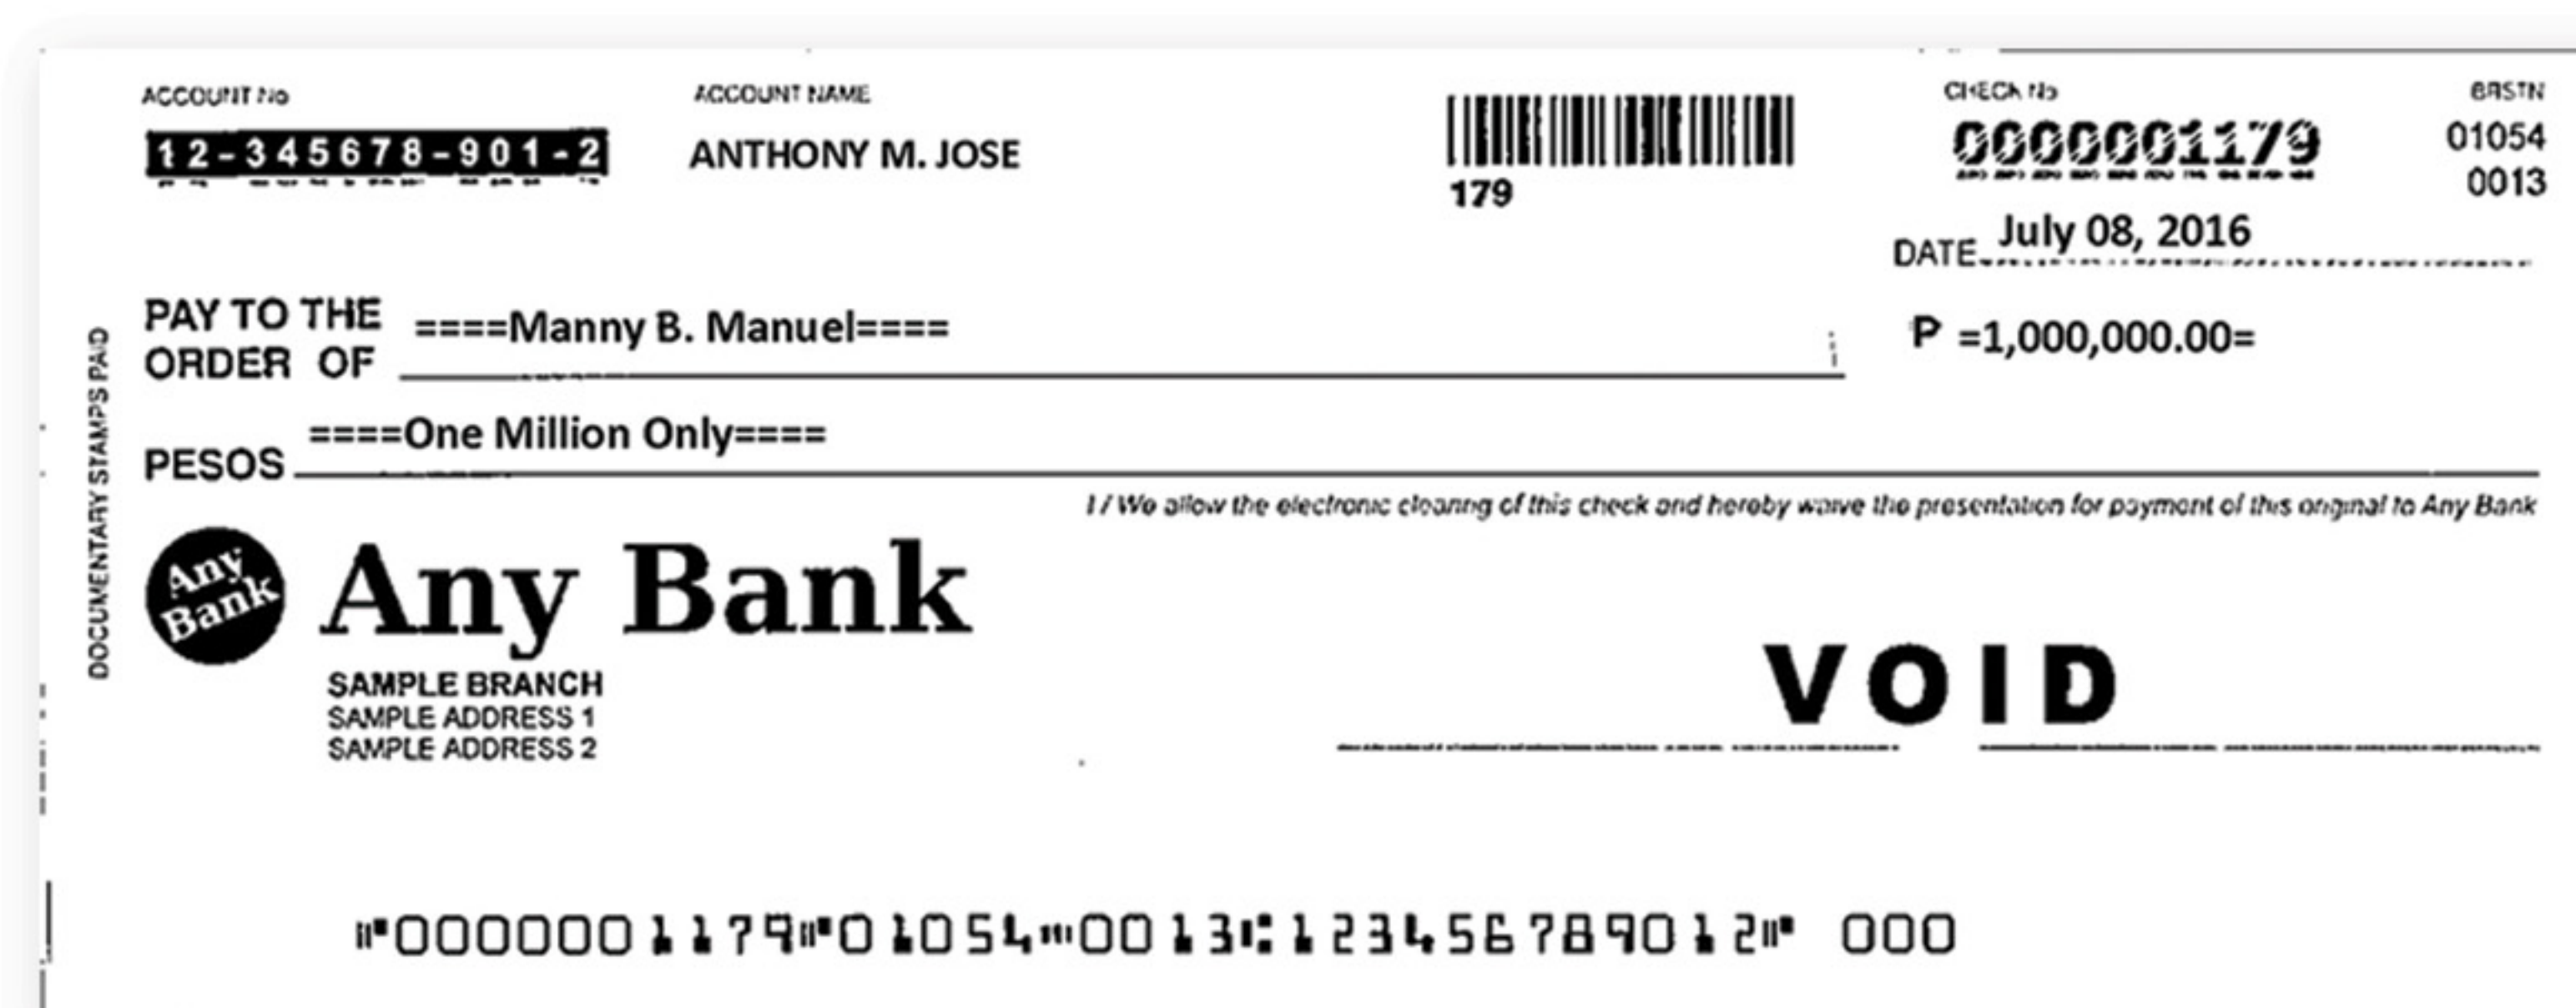 ACCOUNT No
ACCOUNT NAME
CHECK No
BRSTN
12-345678-901-2
ANTHONY M. JOSE
179
0000001179
01054
0013
DATE July 08, 2016
PAY TO THE
ORDER OF ====Manny B. Manuel====
P =1,000,000.00=
PESOS ====One Million Only====
DOCUMENTARY STAMPS PAID
I / We allow the electronic clearing of this check and hereby waive the presentation for payment of this original to Any Bank
Any
Bank
Any Bank
SAMPLE BRANCH
SAMPLE ADDRESS 1
SAMPLE ADDRESS 2
VOID
⑈0000001179⑈01054⑉0013⑆123456789012⑈ 000